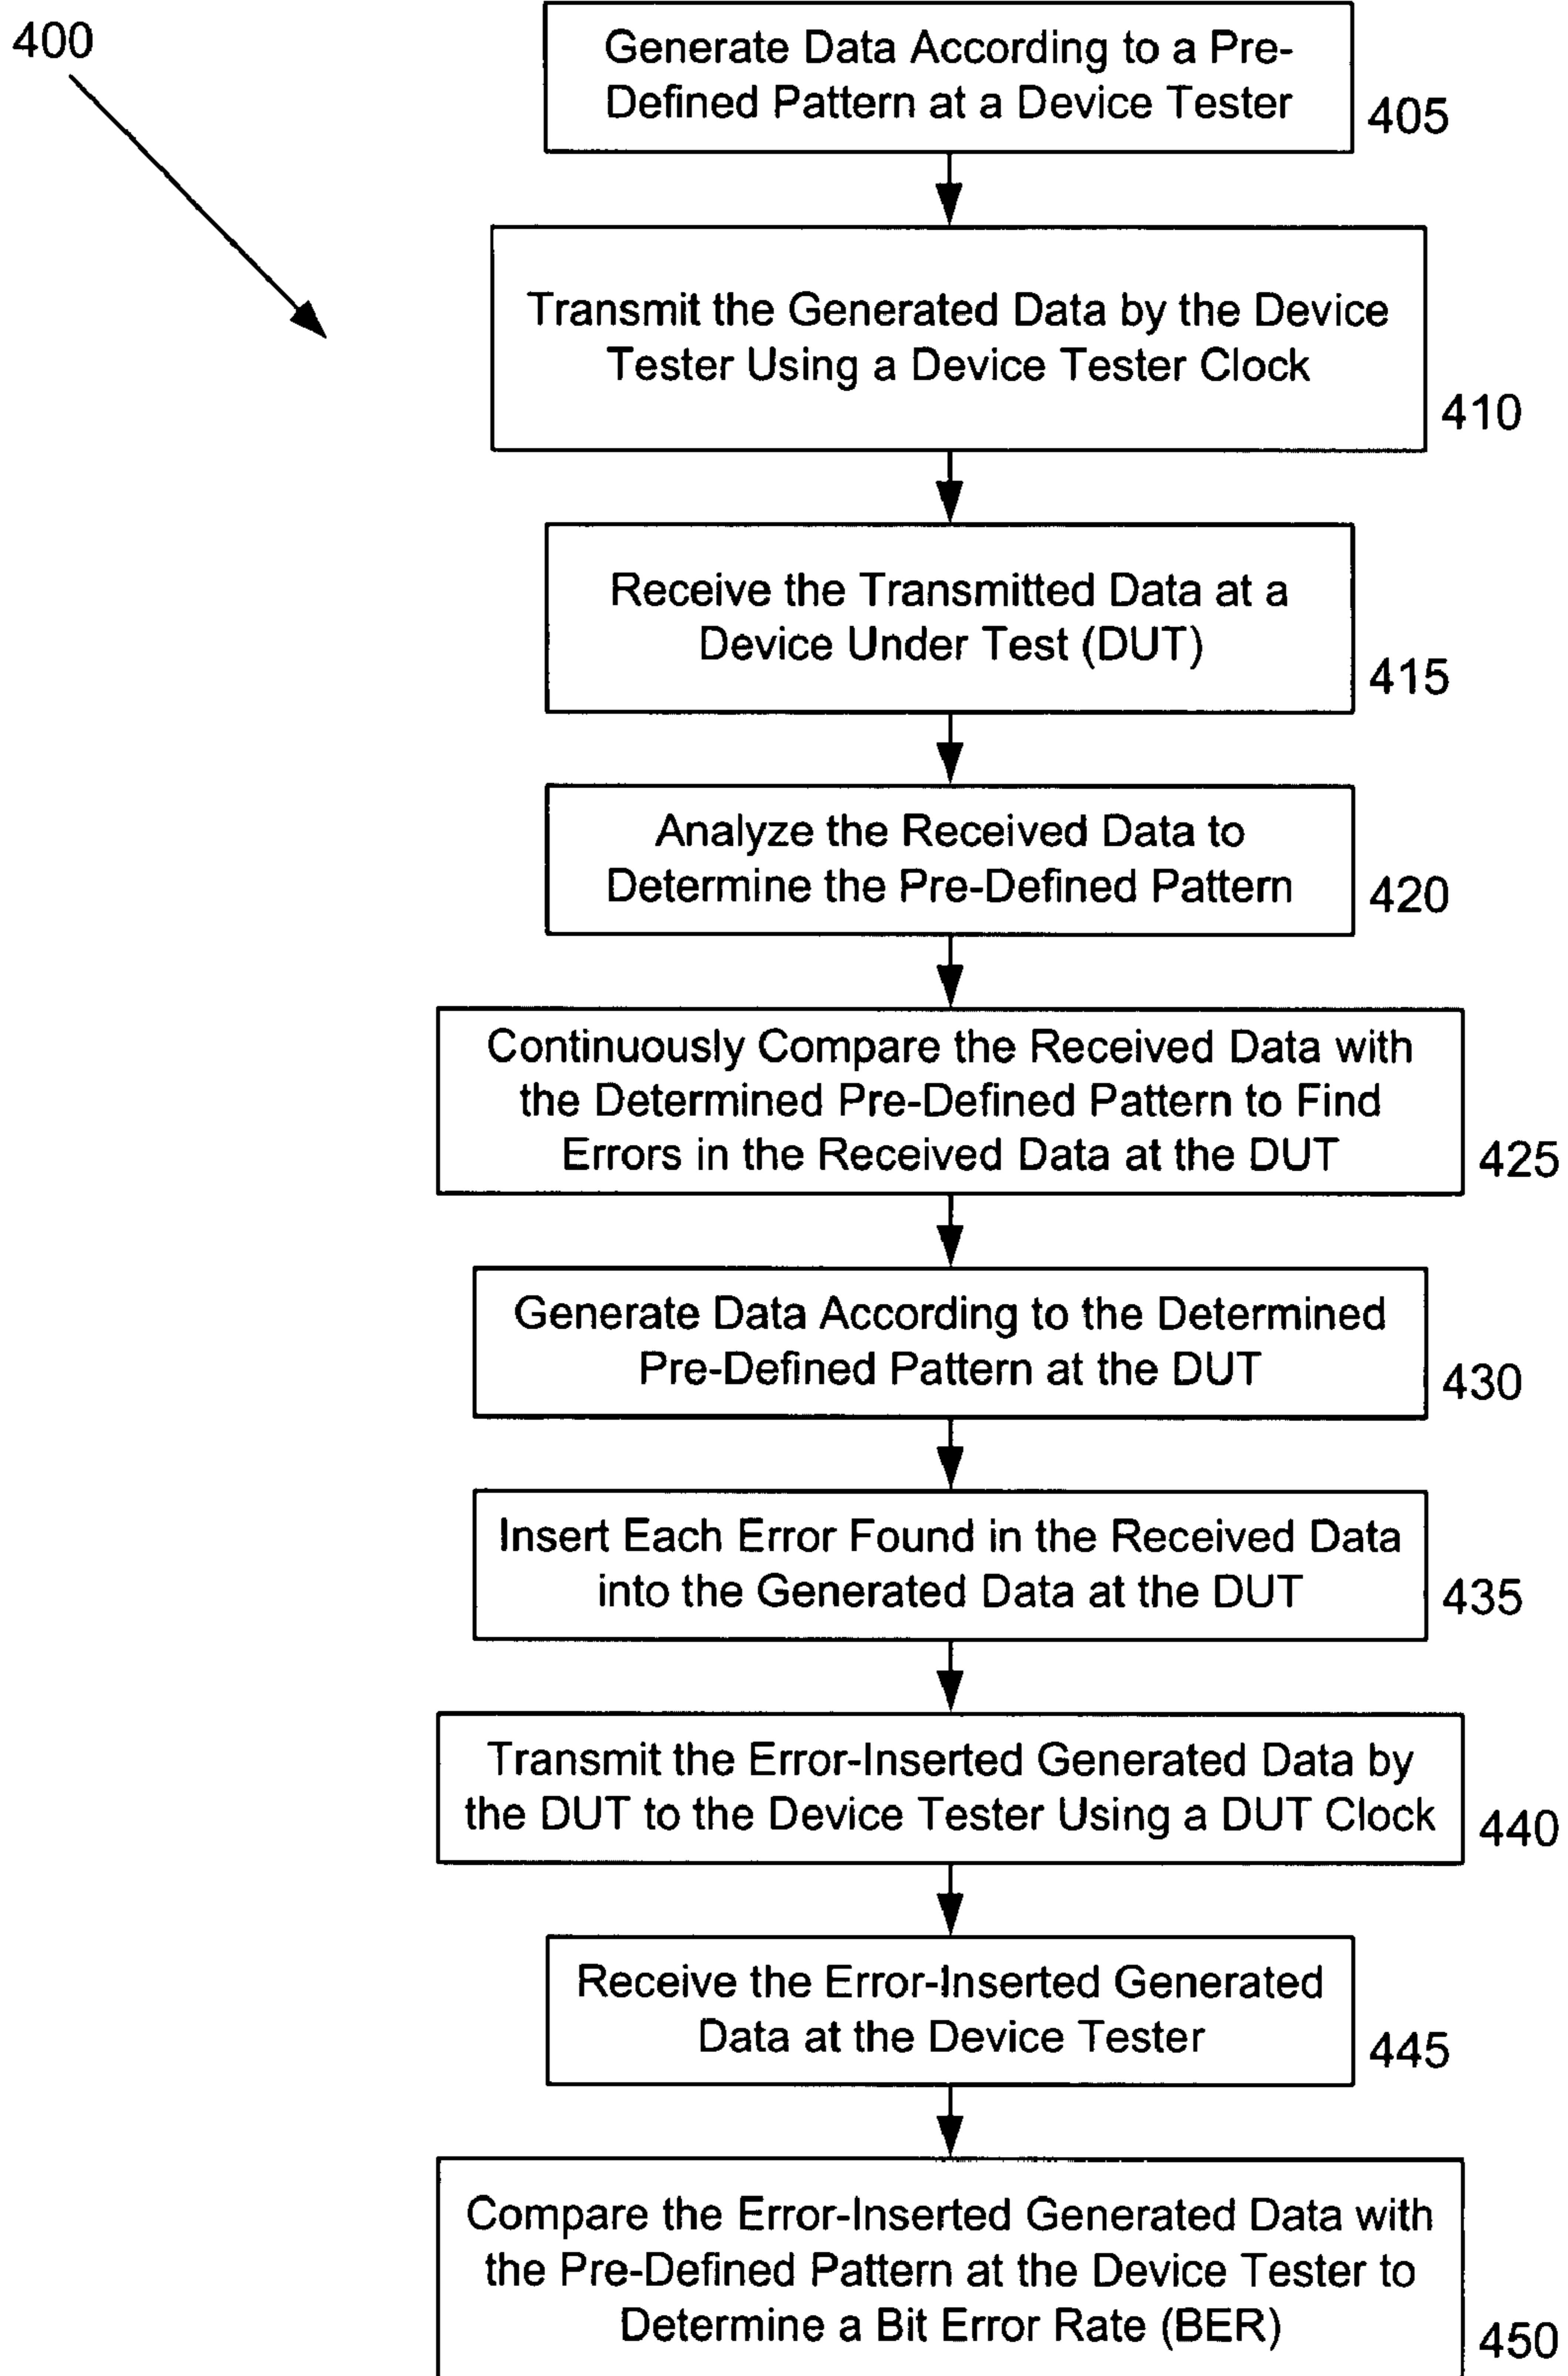 400
Generate Data According to a Pre-
Defined Pattern at a Device Tester
405
Transmit the Generated Data by the Device
Tester Using a Device Tester Clock
410
Receive the Transmitted Data at a
Device Under Test (DUT)
415
Analyze the Received Data to
Determine the Pre-Defined Pattern
420
Continuously Compare the Received Data with
the Determined Pre-Defined Pattern to Find
Errors in the Received Data at the DUT
425
Generate Data According to the Determined
Pre-Defined Pattern at the DUT
430
Insert Each Error Found in the Received Data
into the Generated Data at the DUT
435
Transmit the Error-Inserted Generated Data by
the DUT to the Device Tester Using a DUT Clock
440
Receive the Error-Inserted Generated
Data at the Device Tester
445
Compare the Error-Inserted Generated Data with
the Pre-Defined Pattern at the Device Tester to
Determine a Bit Error Rate (BER)
450